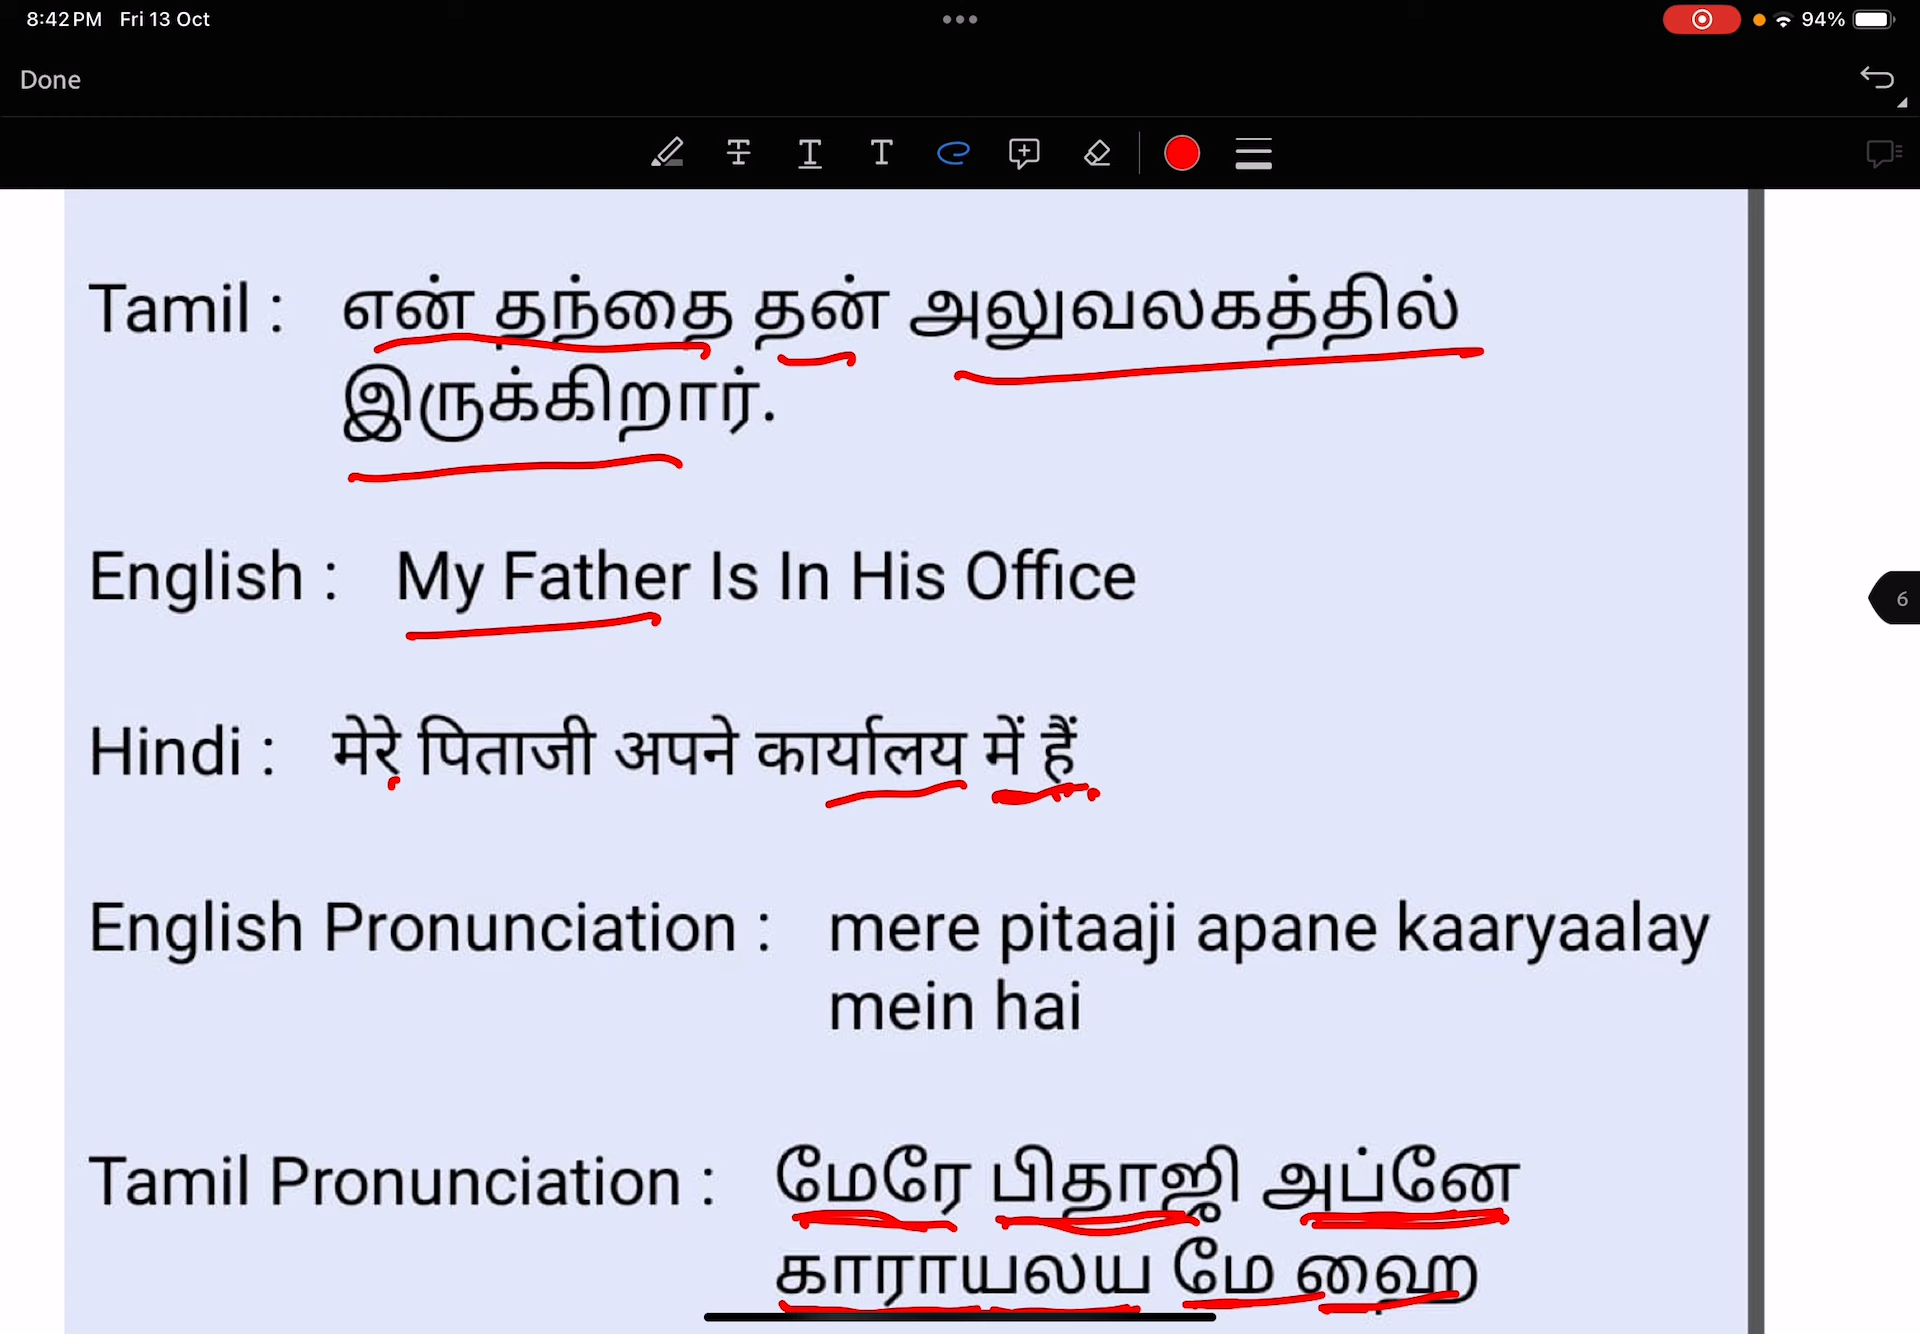 8:42 PM Fri 13 Oct
94%
Done
T T T
Tamil : என் தந்தை தன் அலுவலகத்தில்
இருக்கிறார்.
English : My Father Is In His Office
6
Hindi : मेरे पिताजी अपने कार्यालय में हैं
English Pronunciation : mere pitaaji apane kaaryaalay
mein hai
Tamil Pronunciation : மேரே பிதாஜி அப்னே
காராயலய மே ஹை